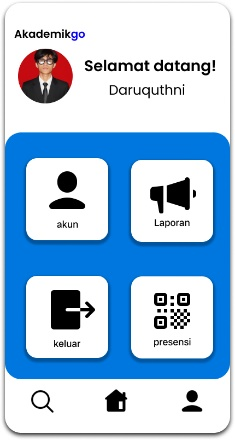 Akademikgo
Selamat datang!
Daruquthni
akun
Laporan
keluar
presensi